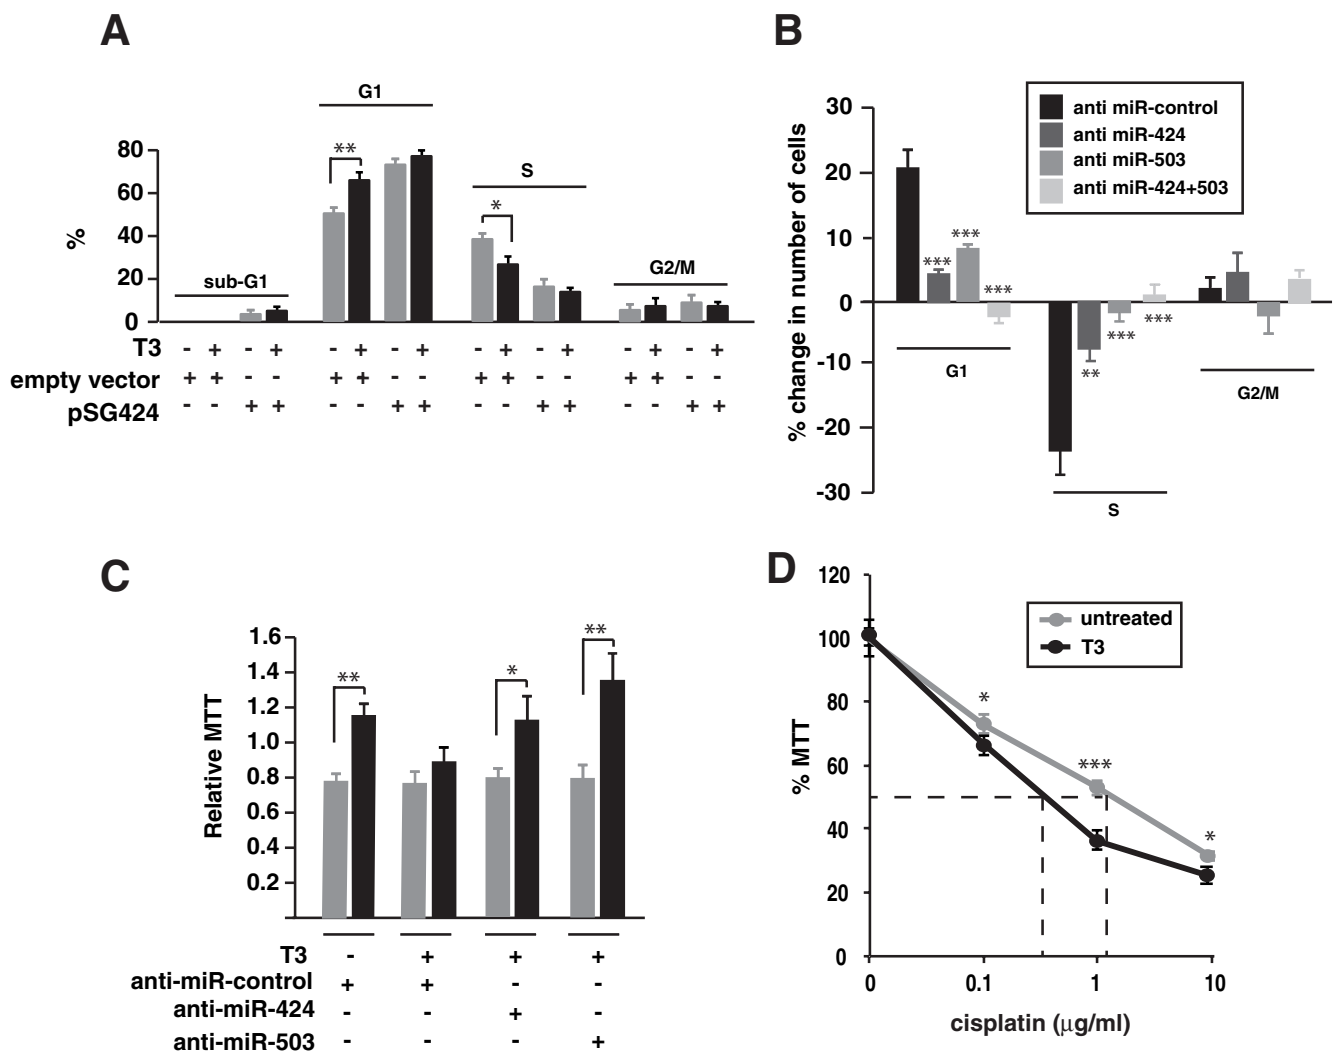 A
G1
**
80
60
40
20
0
%
S
*
sub-G1
G2/M
T3 - + - + - + - + - + - + - + - +
empty vector + + - - + + - - + + - - + + - -
pSG424 - - + + - - + + - - + + - - + +
B
30
20
10
0
-10
-20
-30
% change in number of cells
anti miR-control
anti miR-424
anti miR-503
anti miR-424+503
*** *** ***
** *** ***
G1
S
G2/M
C
1.6
1.4
1.2
1.0
0.8
0.6
0.4
0.2
Relative MTT
** * **
T3 - + + +
anti-miR-control + + - -
anti-miR-424 - - + -
anti-miR-503 - - - +
D
120
100
80
60
40
20
0
% MTT
untreated
T3
* *** *
0 0.1 1 10
cisplatin (μg/ml)